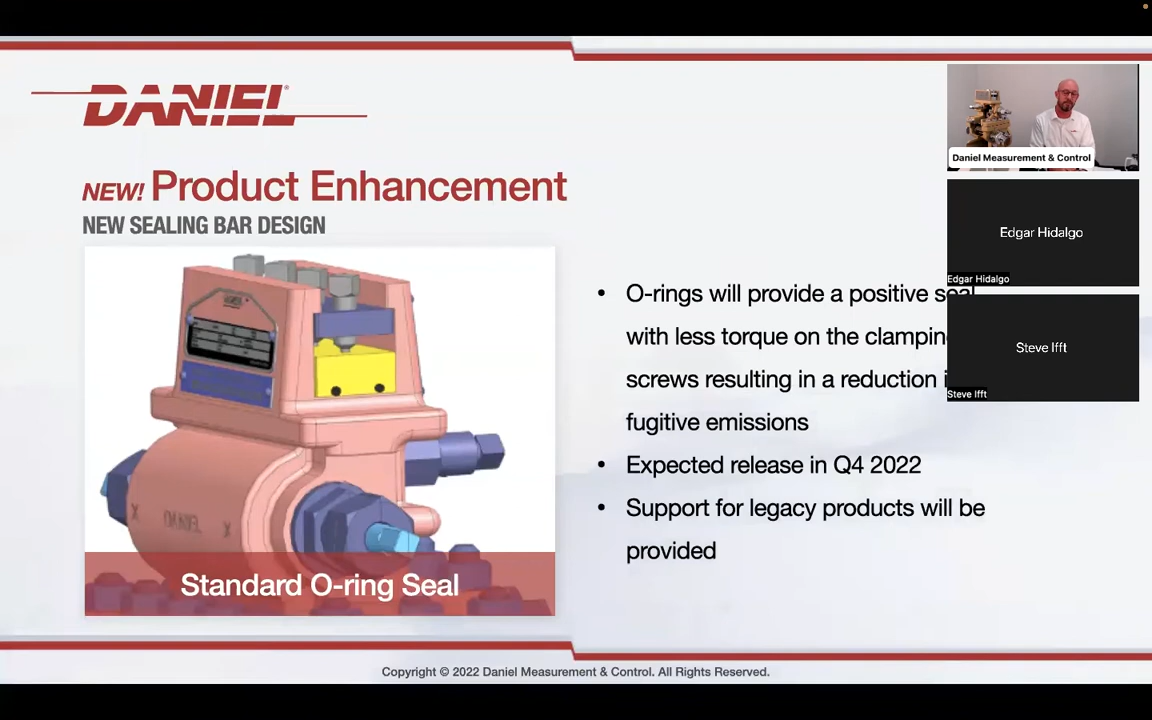 DANIEL
NEW! Product Enhancement
NEW SEALING BAR DESIGN
• O-rings will provide a positive seal
with less torque on the clampin
screws resulting in a reduction i
fugitive emissions
• Expected release in Q4 2022
• Support for legacy products will be
provided
DANIEL
Standard O-ring Seal
Daniel Measurement & Control
Edgar Hidalgo
Edgar Hidalgo
Steve Ifft
Steve Ifft
Copyright © 2022 Daniel Measurement & Control. All Rights Reserved.